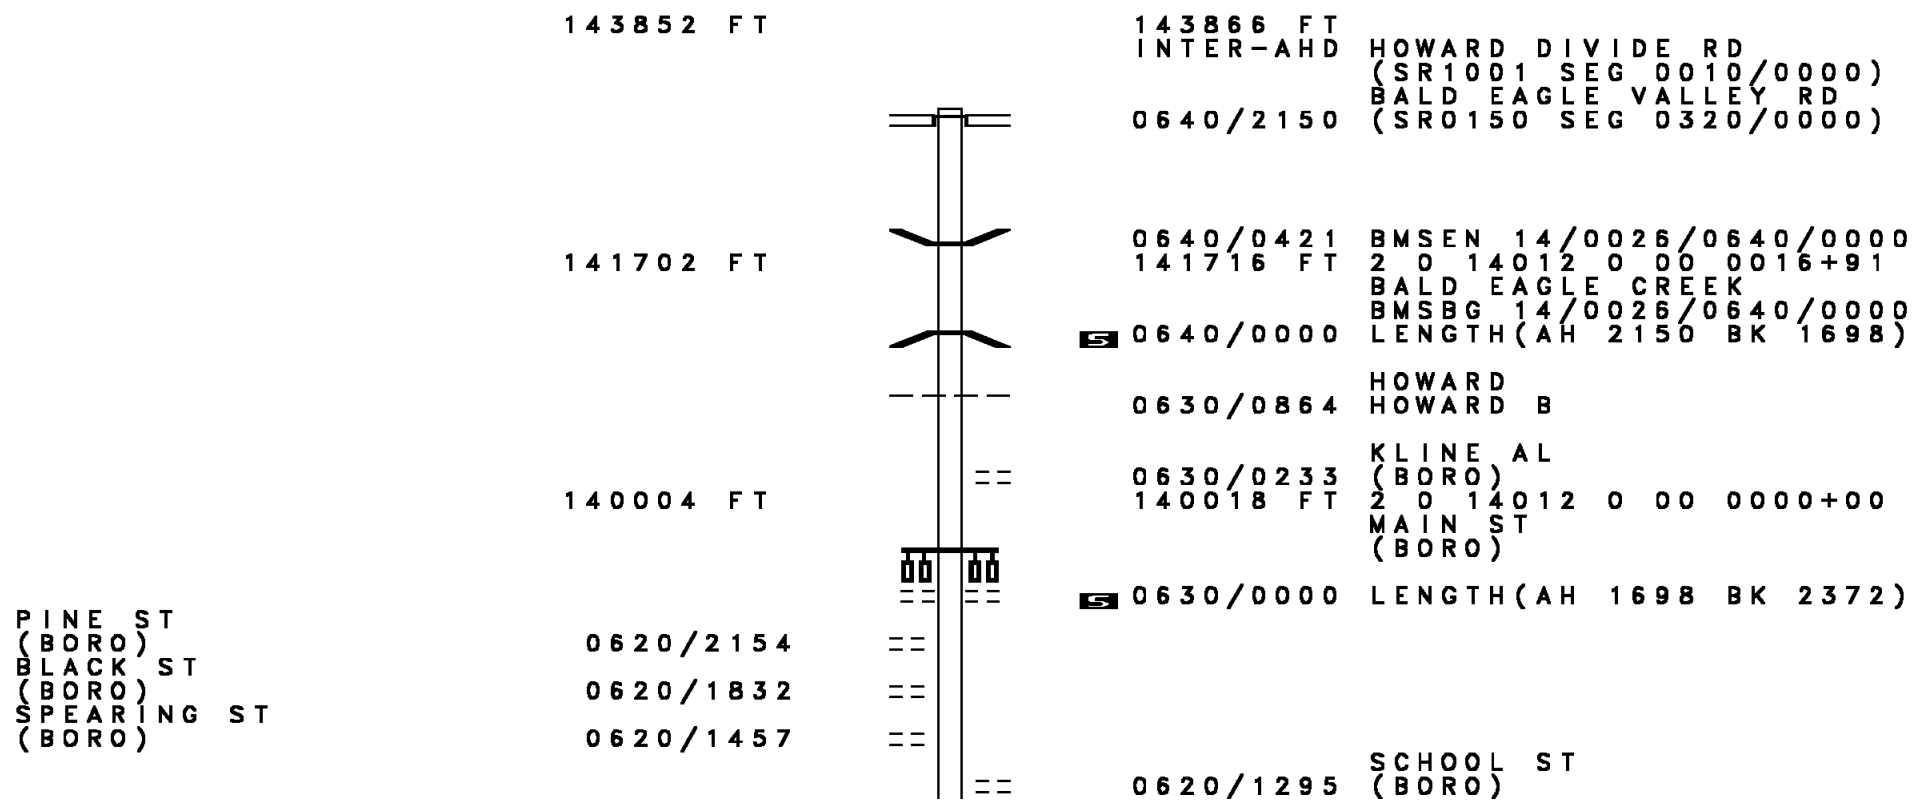 143852 FT 143866 FT
INTER-AHD HOWARD DIVIDE RD
(SR1001 SEG 0010/0000)
BALD EAGLE VALLEY RD
0640/2150 (SR0150 SEG 0320/0000)
0640/0421 BMSEN 14/0026/0640/0000
141702 FT 141716 FT 2 0 14012 0 00 0016+91
BALD EAGLE CREEK
BMSBG 14/0026/0640/0000
S 0640/0000 LENGTH(AH 2150 BK 1698)
HOWARD
0630/0864 HOWARD B
KLINE AL
0630/0233 (BORO)
140004 FT 140018 FT 2 0 14012 0 00 0000+00
MAIN ST
(BORO)
S 0630/0000 LENGTH(AH 1698 BK 2372)
PINE ST
(BORO) 0620/2154
BLACK ST
(BORO) 0620/1832
SPEARING ST
(BORO) 0620/1457
SCHOOL ST
0620/1295 (BORO)